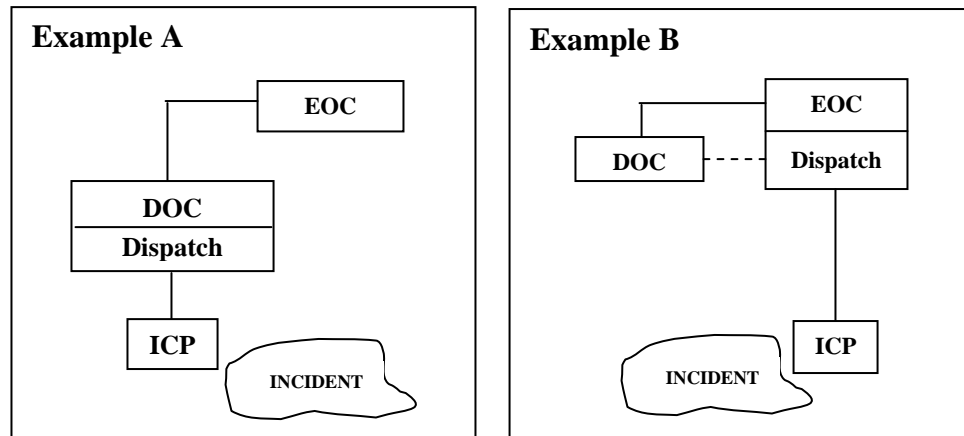 Example A
EOC
DOC
Dispatch
ICP
INCIDENT
Example B
EOC
DOC
Dispatch
ICP
INCIDENT